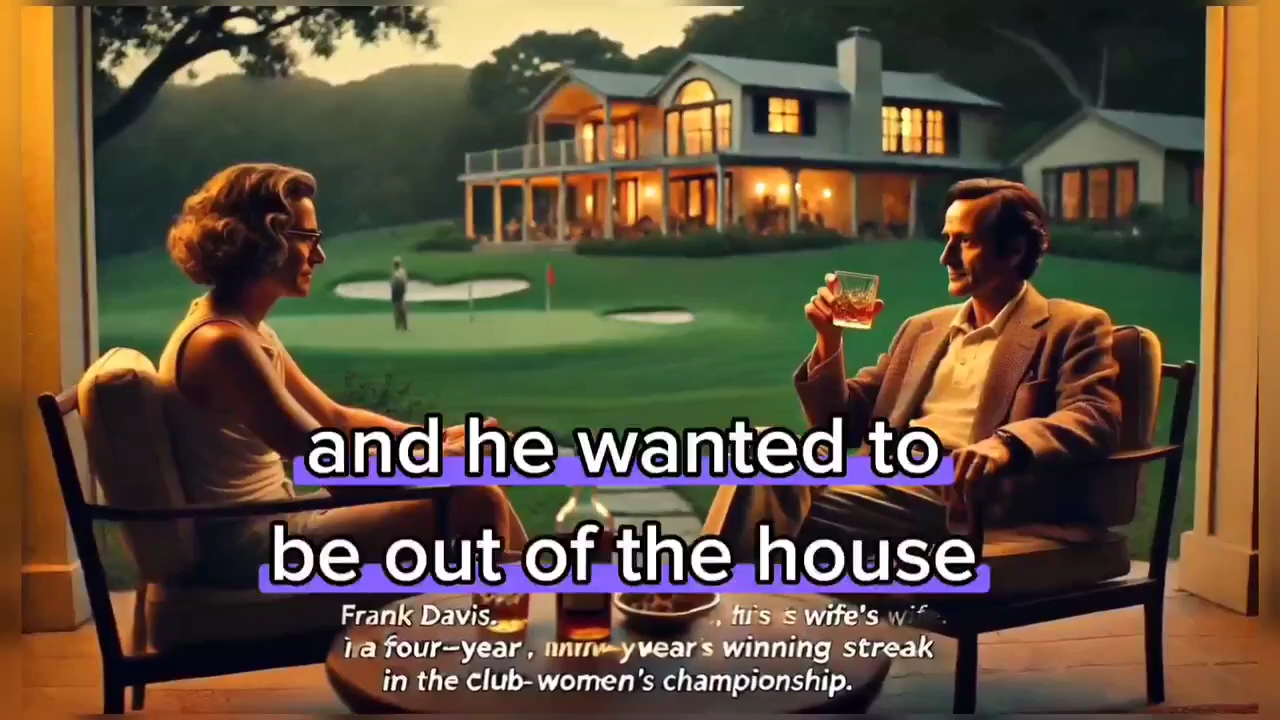 and he wanted to
be out of the house
Frank Davis. wife's
a four-year, winning streak
in the club-women's championship.